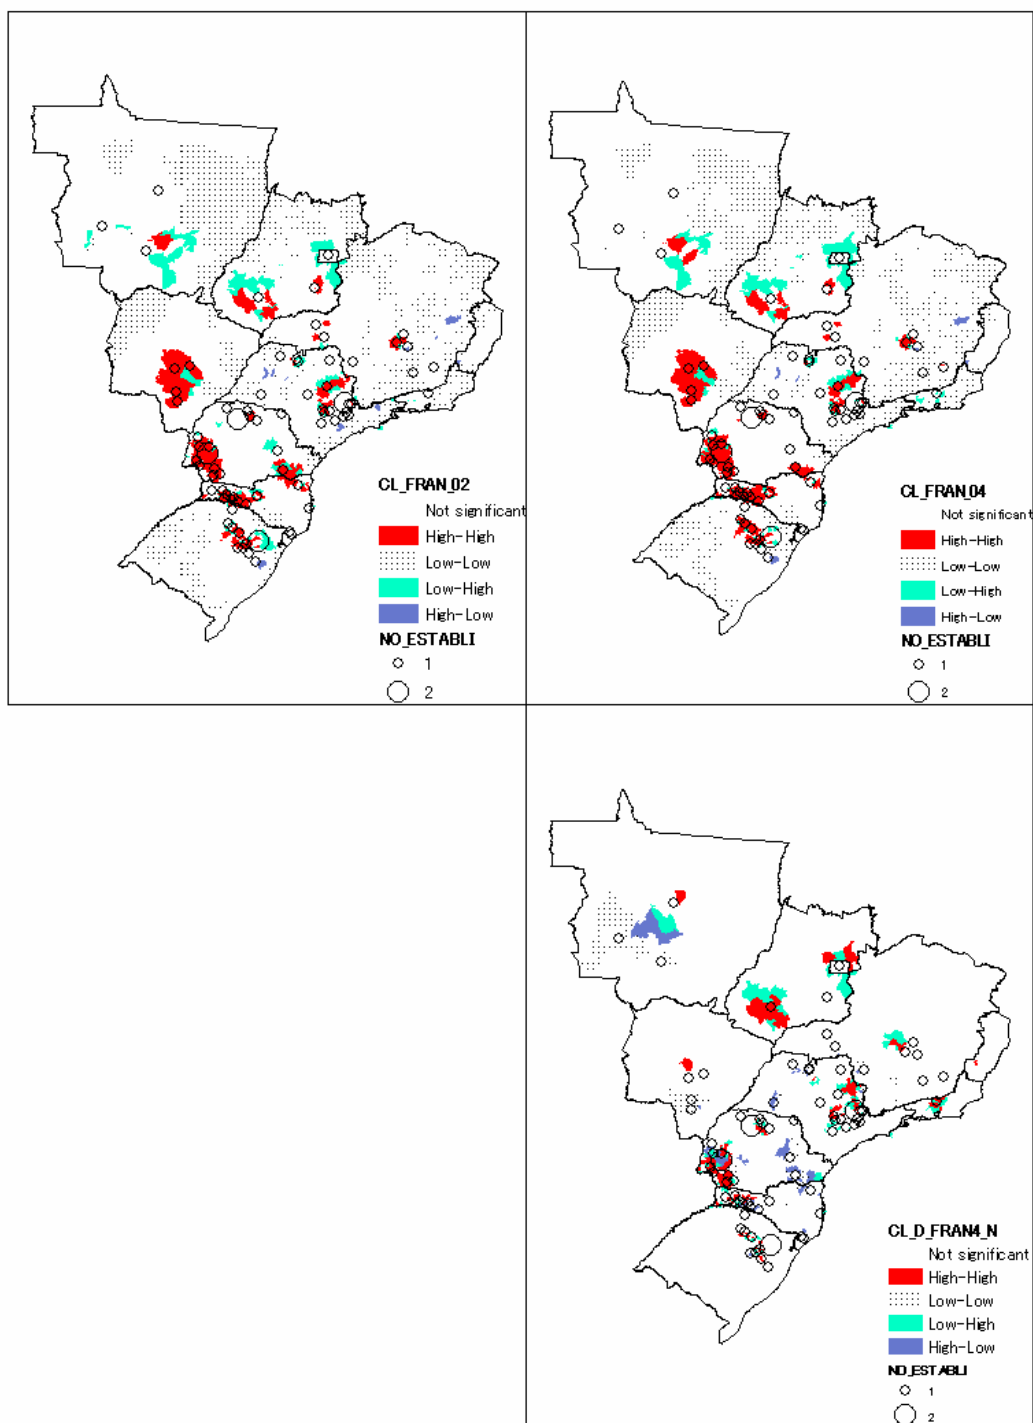 CL_FRAN_02
Not significant
High-High
Low-Low
Low-High
High-Low
NO_ESTABLI
1
2
CL_FRAN_04
Not significant
High-High
Low-Low
Low-High
High-Low
NO_ESTABLI
1
2
CL_D_FRAN4_N
Not significant
High-High
Low-Low
Low-High
High-Low
NO_ESTABLI
1
2